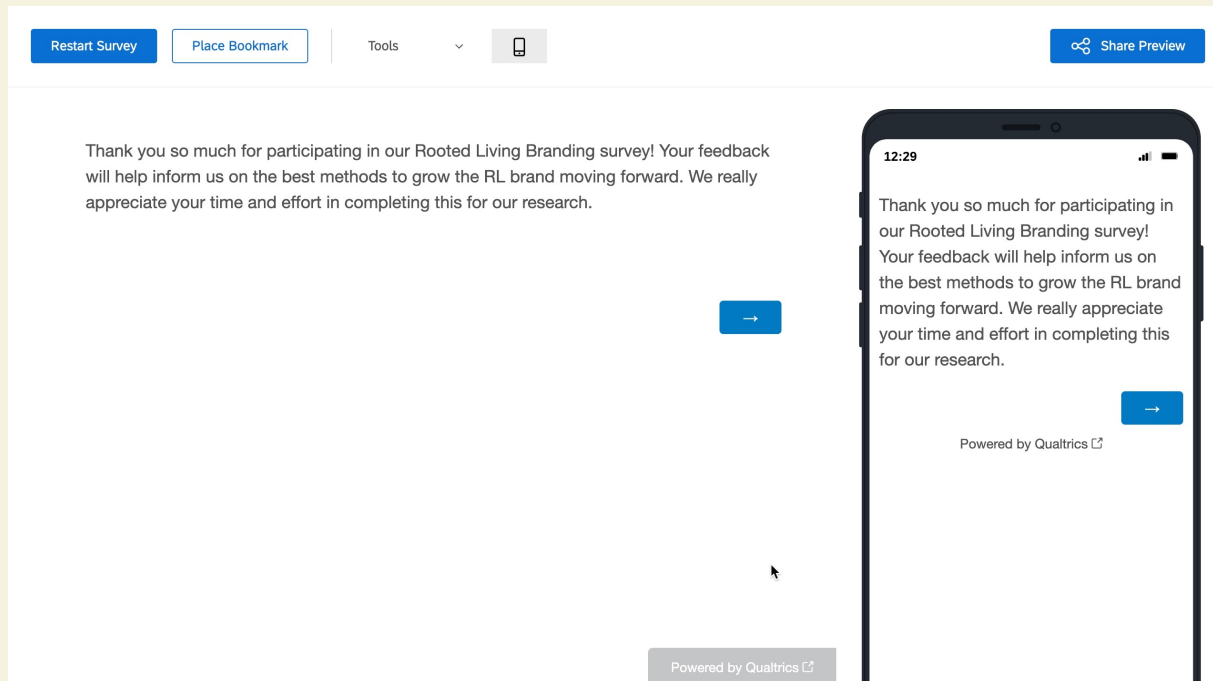 Restart Survey
Place Bookmark
Tools
Share Preview
Thank you so much for participating in our Rooted Living Branding survey! Your feedback
will help inform us on the best methods to grow the RL brand moving forward. We really
appreciate your time and effort in completing this for our research.
→
Powered by Qualtrics
12:29
Thank you so much for participating in
our Rooted Living Branding survey!
Your feedback will help inform us on
the best methods to grow the RL brand
moving forward. We really appreciate
your time and effort in completing this
for our research.
→
Powered by Qualtrics